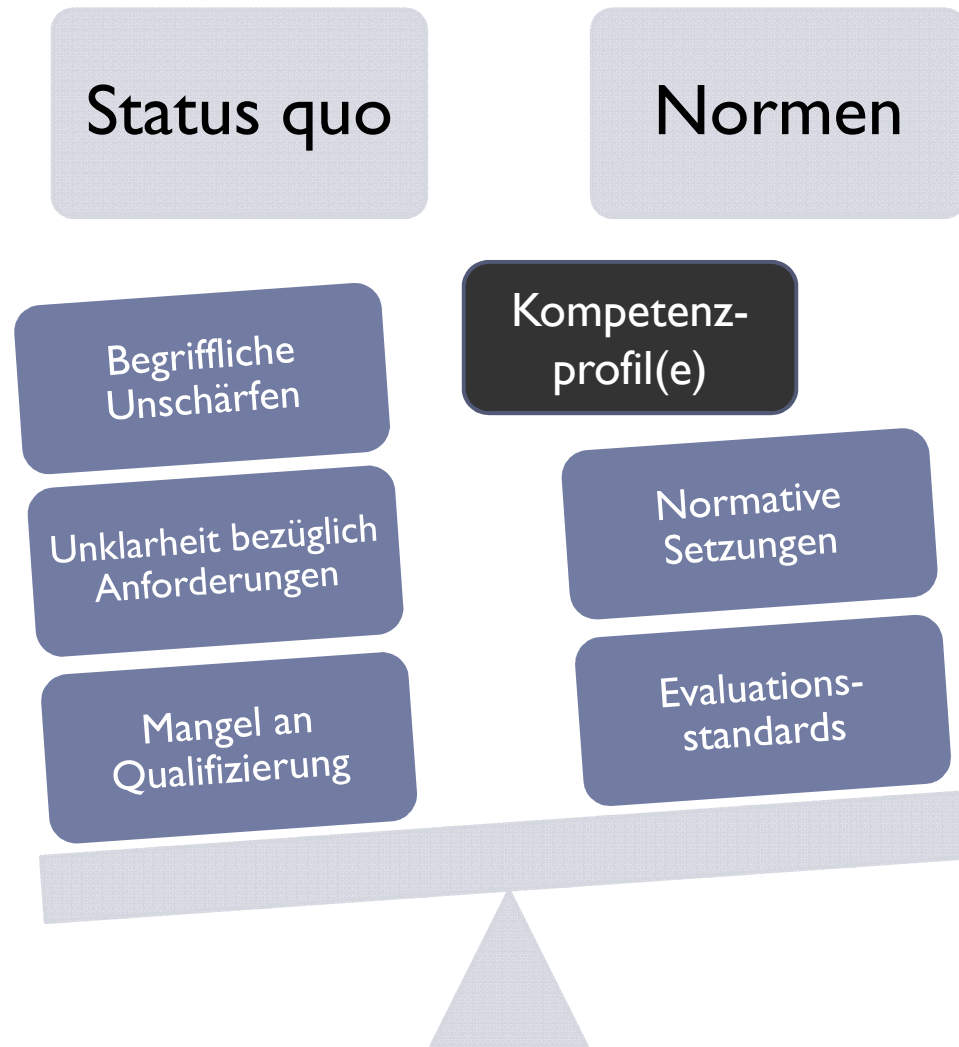 Status quo
Normen
Kompetenz-
profil(e)
Begriffliche
Unschärfen
Unklarheit bezüglich
Anforderungen
Mangel an
Qualifizierung
Normative
Setzungen
Evaluations-
standards